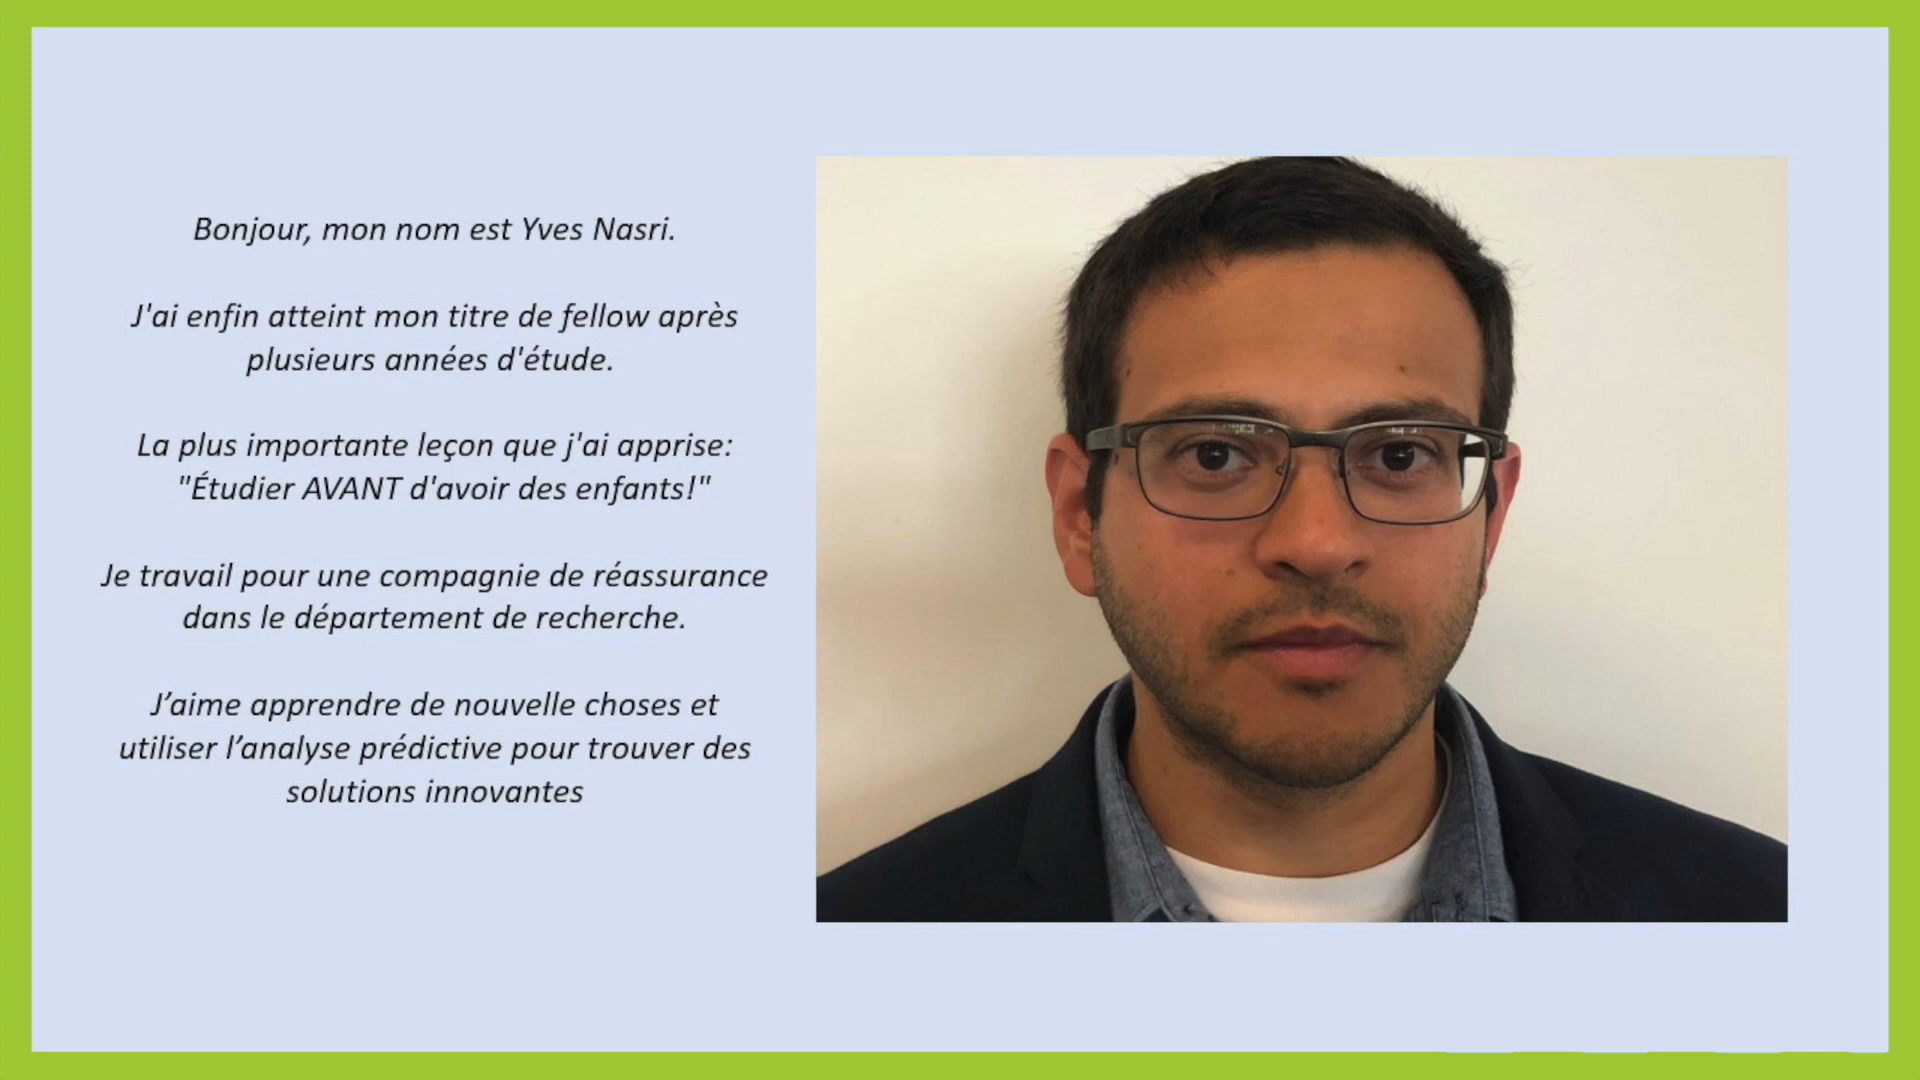 Bonjour, mon nom est Yves Nasri.
J'ai enfin atteint mon titre de fellow après
plusieurs années d'étude.
La plus importante leçon que j'ai apprise:
"Étudier AVANT d'avoir des enfants!"
Je travail pour une compagnie de réassurance
dans le département de recherche.
J’aime apprendre de nouvelle choses et
utiliser l’analyse prédictive pour trouver des
solutions innovantes